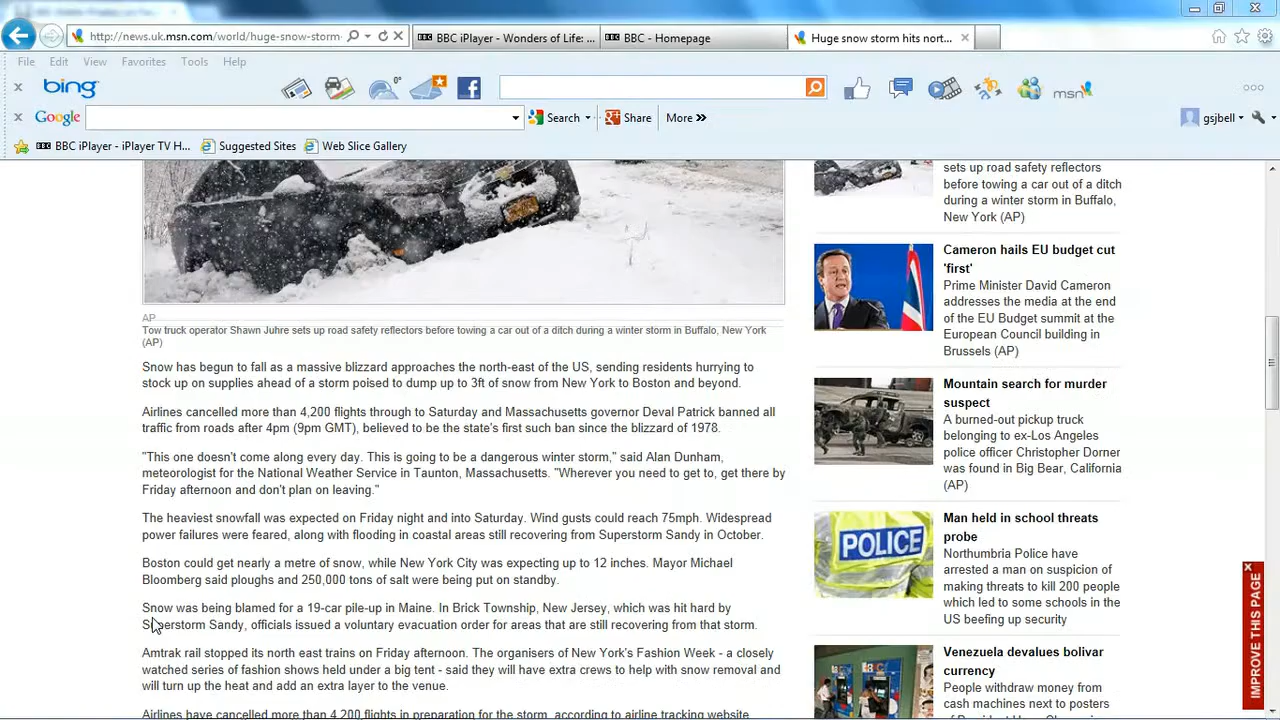 http://news.uk.msn.com/world/huge-snow-storm-
BBC iPlayer - Wonders of Life: ...
BBC - Homepage
Huge snow storm hits nort...
File Edit View Favorites Tools Help
bing
0°
msn
Google
Search
Share
More »
gsjbell
BBC iPlayer - iPlayer TV H...
Suggested Sites
Web Slice Gallery
AP
Tow truck operator Shawn Juhre sets up road safety reflectors before towing a car out of a ditch during a winter storm in Buffalo, New York
(AP)
Snow has begun to fall as a massive blizzard approaches the north-east of the US, sending residents hurrying to
stock up on supplies ahead of a storm poised to dump up to 3ft of snow from New York to Boston and beyond.
Airlines cancelled more than 4,200 flights through to Saturday and Massachusetts governor Deval Patrick banned all
traffic from roads after 4pm (9pm GMT), believed to be the state's first such ban since the blizzard of 1978.
"This one doesn't come along every day. This is going to be a dangerous winter storm," said Alan Dunham,
meteorologist for the National Weather Service in Taunton, Massachusetts. "Wherever you need to get, get there by
Friday afternoon and don't plan on leaving."
The heaviest snowfall was expected on Friday night and into Saturday. Wind gusts could reach 75mph. Widespread
power failures were feared, along with flooding in coastal areas still recovering from Superstorm Sandy in October.
Boston could get nearly a metre of snow, while New York City was expecting up to 12 inches. Mayor Michael
Bloomberg said ploughs and 250,000 tons of salt were being put on standby.
Snow was being blamed for a 19-car pile-up in Maine. In Brick Township, New Jersey, which was hit hard by
Superstorm Sandy, officials issued a voluntary evacuation order for areas that are still recovering from that storm.
Amtrak rail stopped its north east trains on Friday afternoon. The organisers of New York's Fashion Week - a closely
watched series of fashion shows held under a big tent - said they will have extra crews to help with snow removal and
will turn up the heat and add an extra layer to the venue.
Airlines have cancelled more than 4,200 flights in preparation for the storm, according to airline tracking website
sets up road safety reflectors
before towing a car out of a ditch
during a winter storm in Buffalo,
New York (AP)
Cameron hails EU budget cut
'first'
Prime Minister David Cameron
addresses the media at the end
of the EU Budget summit at the
European Council building in
Brussels (AP)
Mountain search for murder
suspect
A burned-out pickup truck
belonging to ex-Los Angeles
police officer Christopher Dorner
was found in Big Bear, California
(AP)
POLICE
Man held in school threats
probe
Northumbria Police have
arrested a man on suspicion of
making threats to kill 200 people
which led to some schools in the
US beefing up security
Venezuela devalues bolivar
currency
People withdraw money from
cash machines next to posters
IMPROVE THIS PAGE